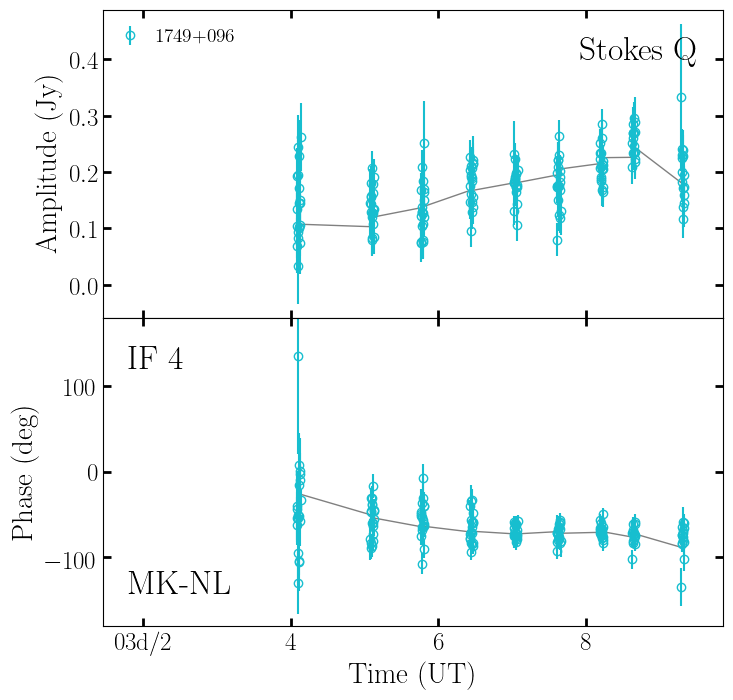 1749+096
Stokes Q
0.4
0.3
0.2
0.1
0.0
Amplitude (Jy)
IF 4
100
0
−100
Phase (deg)
MK-NL
03d/2 4 6 8
Time (UT)